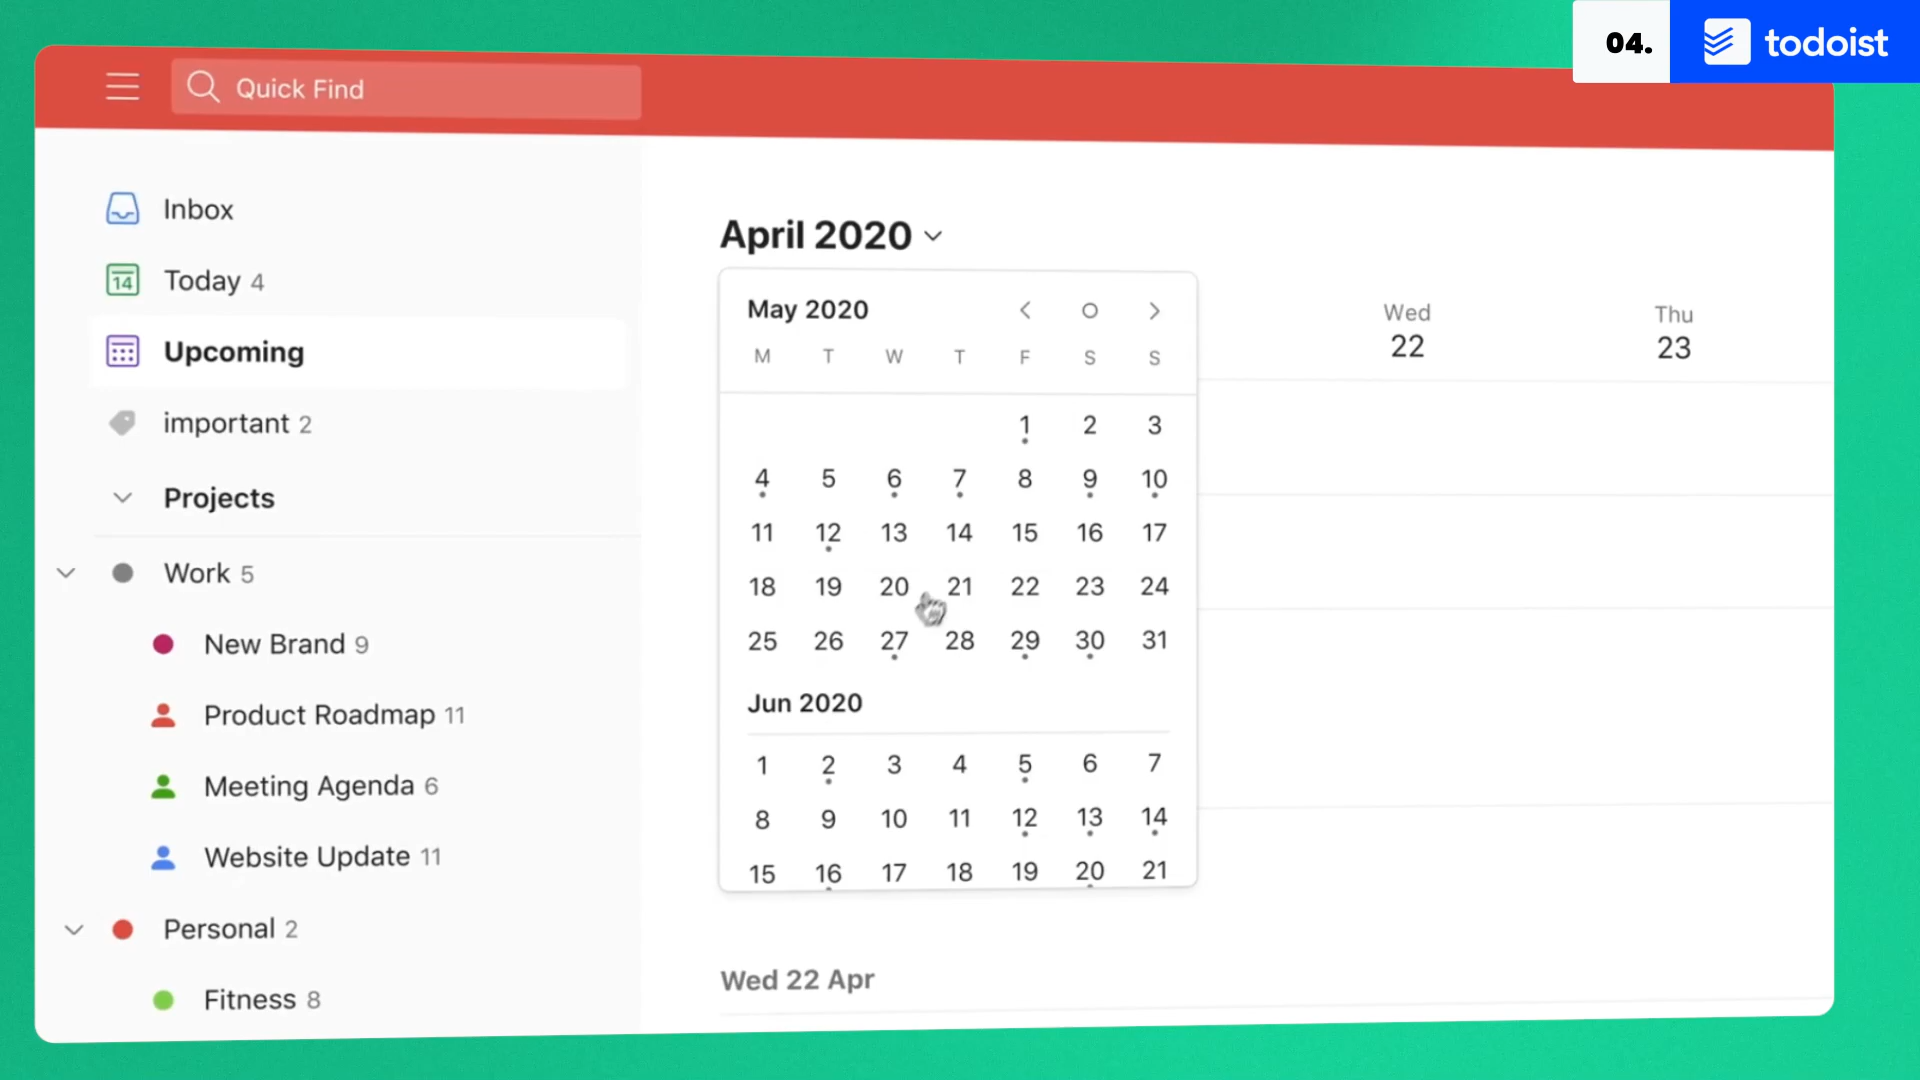 04.
todoist
Quick Find
Inbox
14
Today 4
Upcoming
important 2
Projects
Work 5
New Brand 9
Product Roadmap 11
Meeting Agenda 6
Website Update 11
Personal 2
Fitness 8
April 2020
May 2020
M T W T F S S
1 2 3
4 5 6 7 8 9 10
11 12 13 14 15 16 17
18 19 20 21 22 23 24
25 26 27 28 29 30 31
Jun 2020
1 2 3 4 5 6 7
8 9 10 11 12 13 14
15 16 17 18 19 20 21
Wed
22
Thu
23
Wed 22 Apr